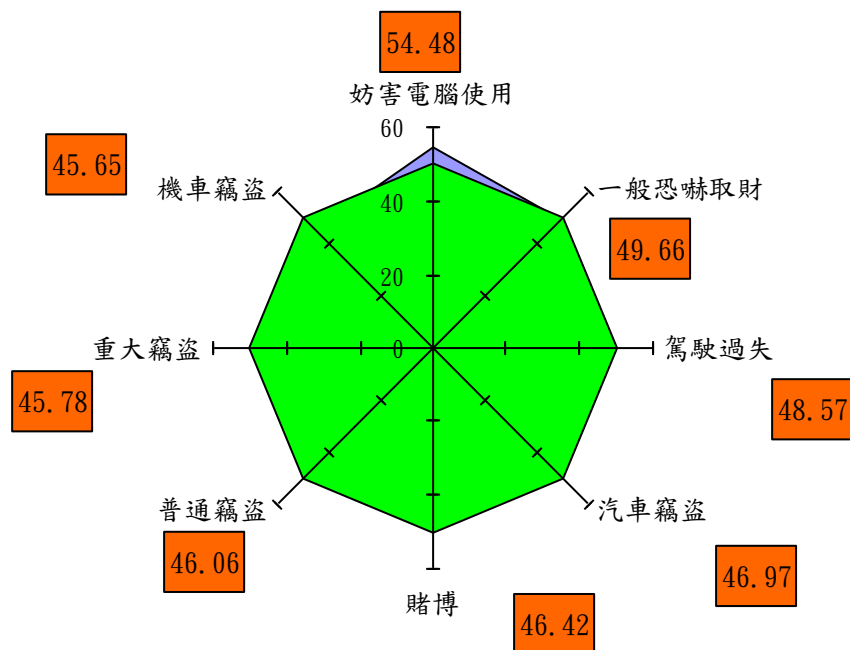 54.48
妨害電腦使用
60
45.65
機車竊盜
一般恐嚇取財
40
49.66
20
重大竊盜
0
駕駛過失
45.78
48.57
普通竊盜
汽車竊盜
46.06
46.97
賭博
46.42